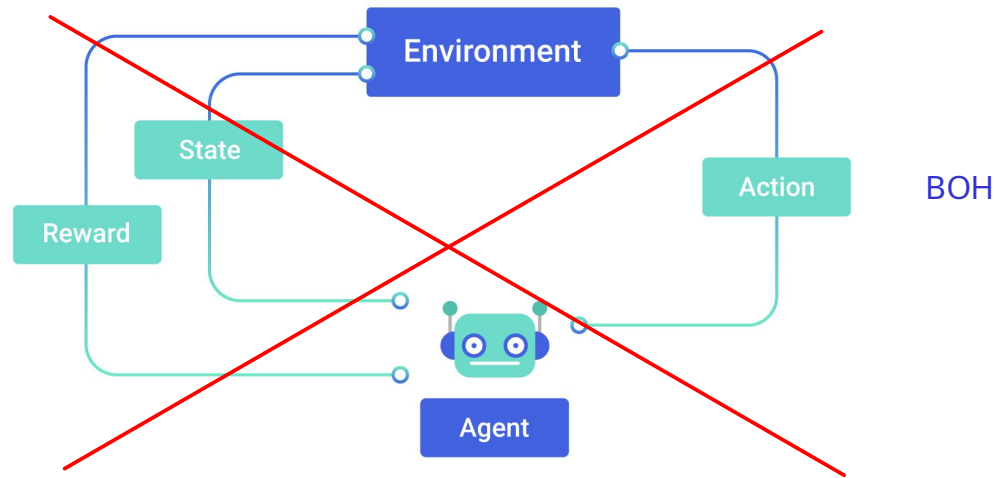 Environment
State
Action
BOH
Reward
Agent